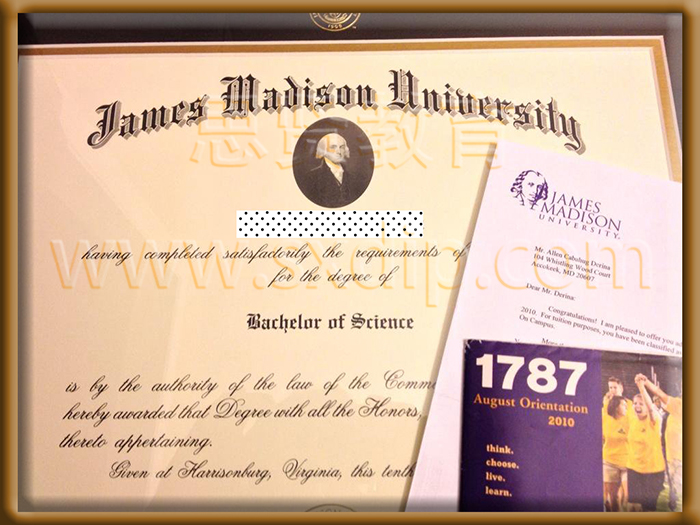 James Madison University
教育
having completed satisfactorily the requirements of
for the degree of
Bachelor of Science
is by the authority of the law of the
hereby awarded that Degree with all the Honors,
thereto appertaining.
Given at Harrisonburg, Virginia, this tenth
JAMES
MADISON
UNIVERSITY.
Mr. Allen Cabuling Dorina
104 Whistling Wood Court
Accokeek, MD 20607
Dear Mr. Dorina:
Congratulations! I am pleased to offer you
2010. For tuition purposes, you have been classified
On Campus.
1787
August Orientation
2010
think.
choose.
live.
learn.